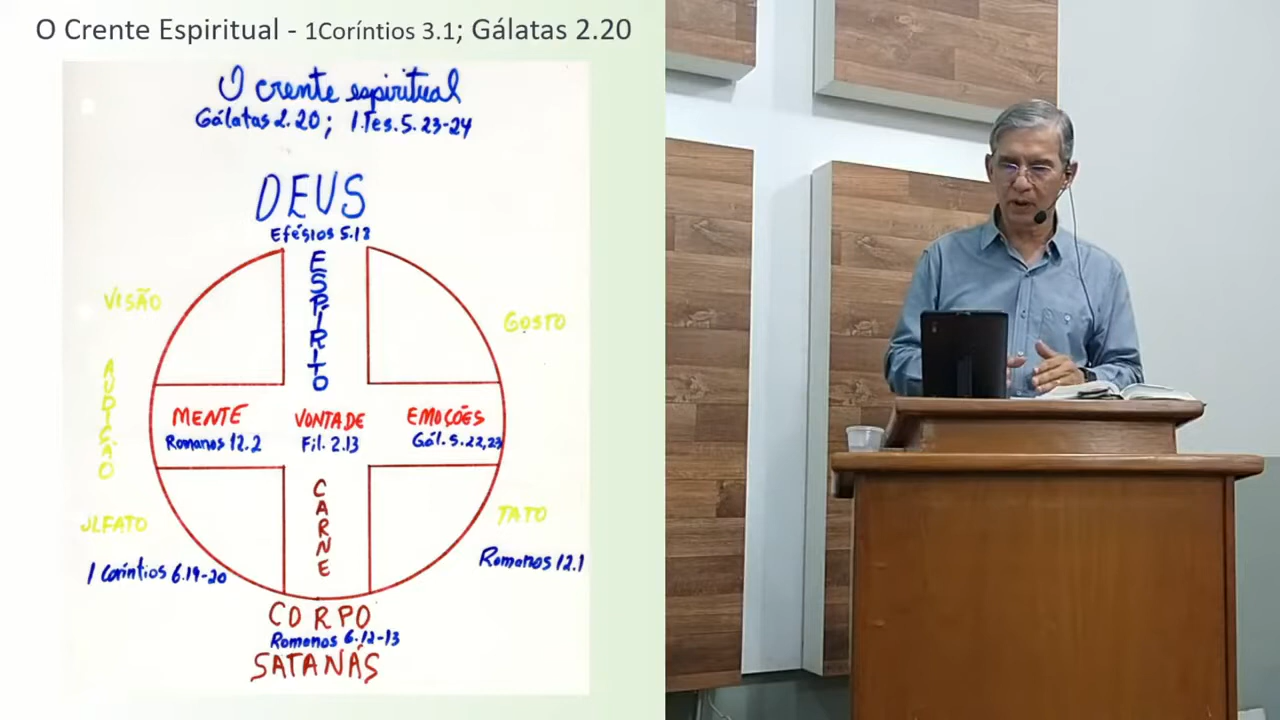 O Crente Espiritual - 1Coríntios 3.1; Gálatas 2.20
O crente espiritual
Gálatas 2.20; 1.Tes. 5. 23-24
DEUS
Efésios 5.18
ESPÍRITO
VISÃO
GOSTO
AUDIÇÃO
MENTE
VONTADE
EMOÇÕES
Romanos 12.2
Fil. 2.13
Gál. 5.22,23
CARNE
OLFATO
TATO
1 Coríntios 6.19-20
Romanos 12.1
CORPO
Romanos 6.12-13
SATANÁS